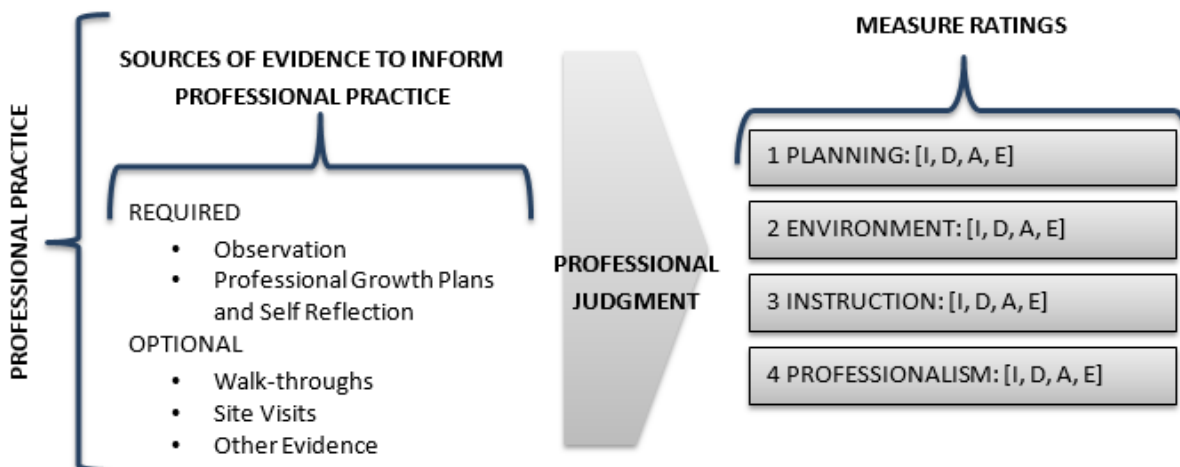 PROFESSIONAL PRACTICE
SOURCES OF EVIDENCE TO INFORM
PROFESSIONAL PRACTICE
REQUIRED
• Observation
• Professional Growth Plans
and Self Reflection
OPTIONAL
• Walk-throughs
• Site Visits
• Other Evidence
PROFESSIONAL
JUDGMENT
MEASURE RATINGS
1 PLANNING: [I, D, A, E]
2 ENVIRONMENT: [I, D, A, E]
3 INSTRUCTION: [I, D, A, E]
4 PROFESSIONALISM: [I, D, A, E]